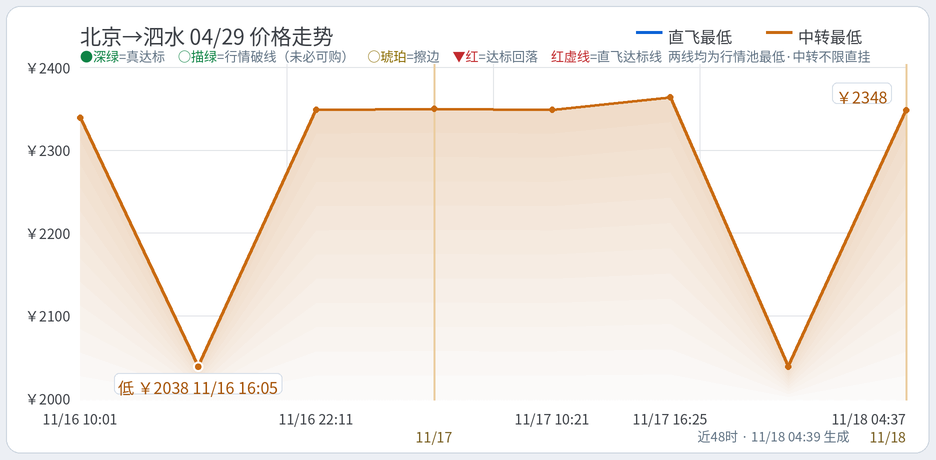 北京→泗水 04/29 价格走势
直飞最低 中转最低
●深绿=真达标 ○描绿=行情破线（未必可购） ○琥珀=擦边 ▼红=达标回落 红虚线=直飞达标线 两线均为行情池最低·中转不限直挂
￥2400
￥2348
￥2300
￥2200
￥2100
低 ￥2038 11/16 16:05
￥2000
11/16 10:01 11/16 22:11 11/17 10:21 11/17 16:25 11/18 04:37
11/17 近48时 · 11/18 04:39 生成 11/18